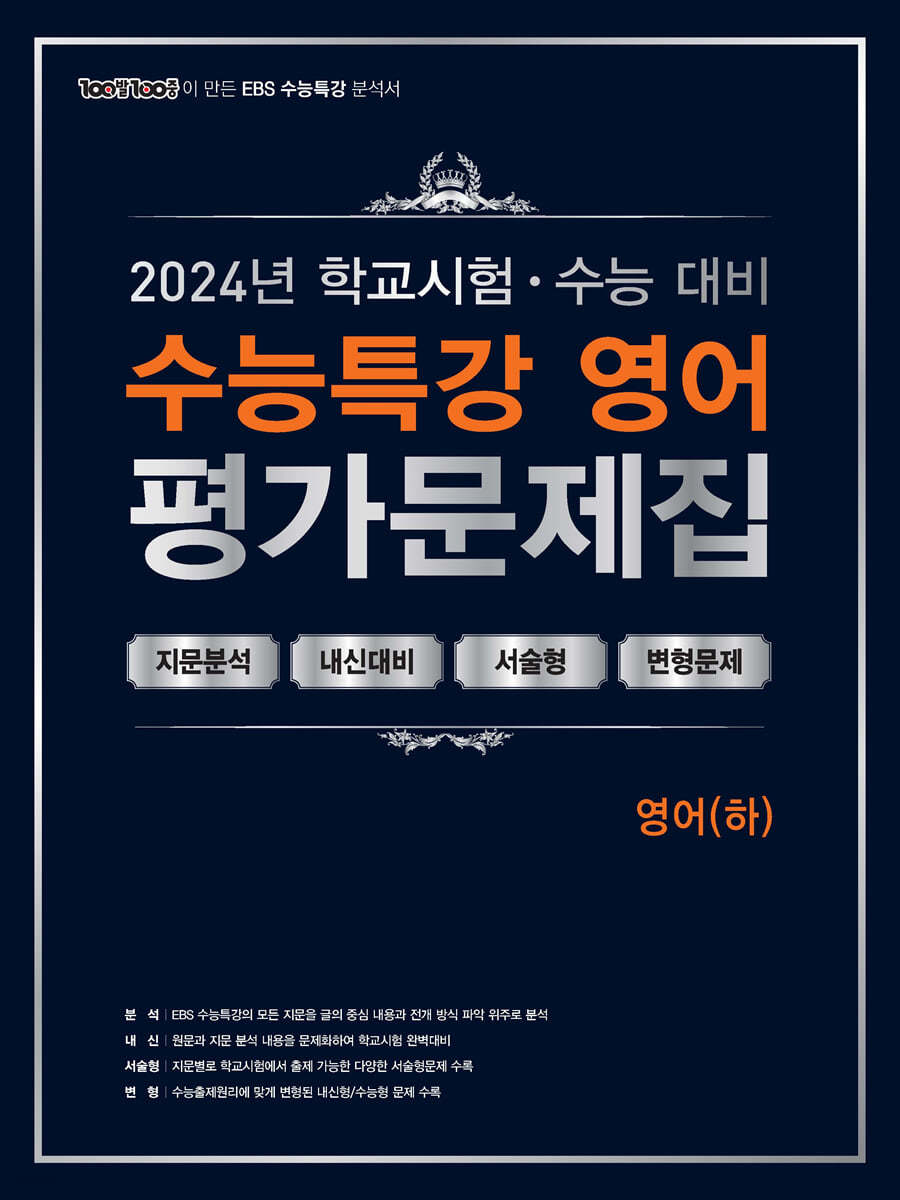 100발100중이 만든 EBS 수능특강 분석서
2024년 학교시험·수능 대비
수능특강 영어
평가문제집
지문분석 내신대비 서술형 변형문제
영어(하)
분 석 | EBS 수능특강의 모든 지문을 글의 중심 내용과 전개 방식 파악 위주로 분석
내 신 | 원문과 지문 분석 내용을 문제화하여 학교시험 완벽대비
서술형 | 지문별로 학교시험에서 출제 가능한 다양한 서술형문제 수록
변 형 | 수능출제원리에 맞게 변형된 내신형/수능형 문제 수록